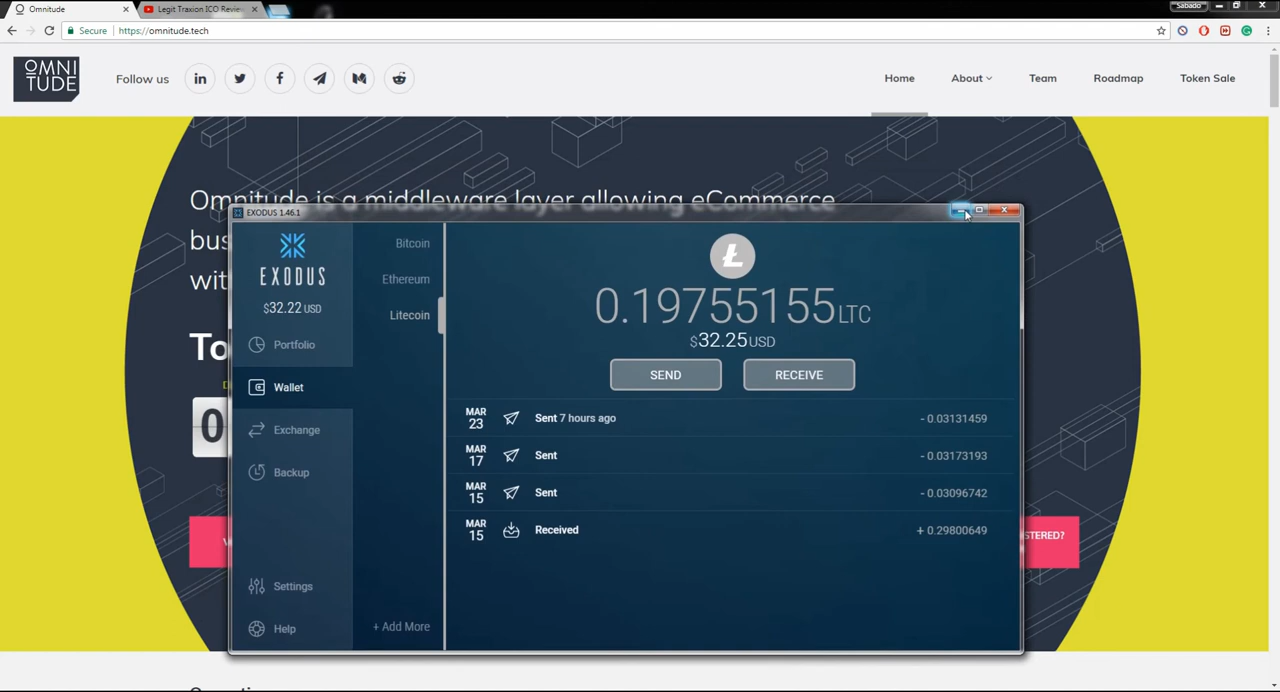 Omnitude
Legit Traxion ICO Revie
Sabado
Secure
https://omnitude.tech
OMNI
TUDE
Follow us
Home
About
Team
Roadmap
Token Sale
Omnitude is a middleware layer allowing eCommerce
bus
with
To
0
STERED?
EXODUS 1.46.1
EXODUS
$32.22 USD
Portfolio
Wallet
Exchange
Backup
Settings
Help
Bitcoin
Ethereum
Litecoin
+ Add More
0.19755155 LTC
$32.25 USD
SEND
RECEIVE
MAR 23
Sent 7 hours ago
- 0.03131459
MAR 17
Sent
- 0.03173193
MAR 15
Sent
- 0.03096742
MAR 15
Received
+ 0.29800649